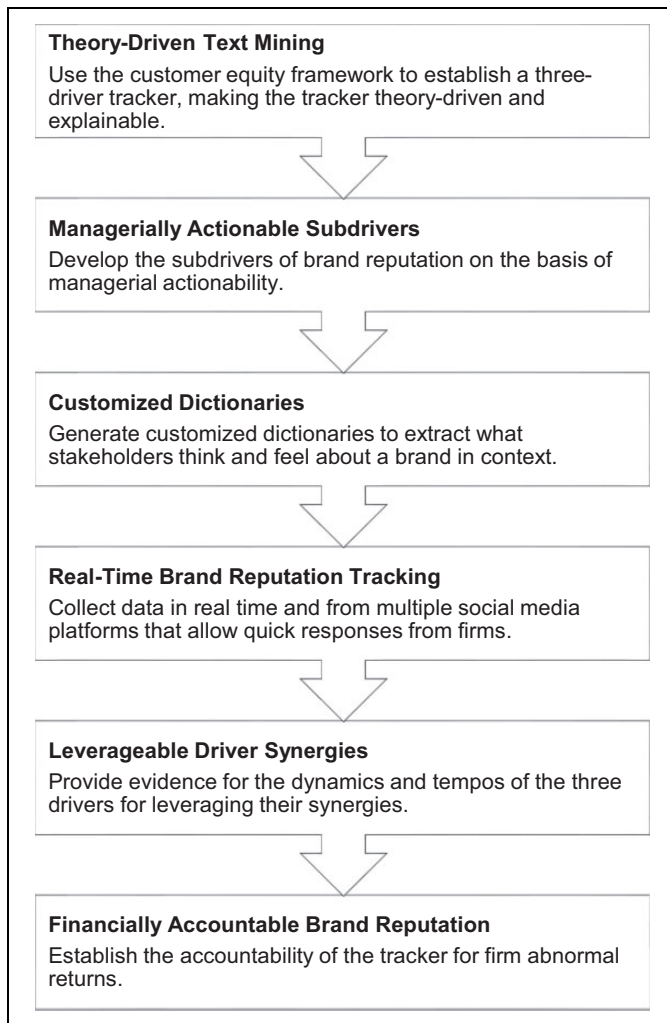 Theory-Driven Text Mining
Use the customer equity framework to establish a three-
driver tracker, making the tracker theory-driven and
explainable.
Managerially Actionable Subdrivers
Develop the subdrivers of brand reputation on the basis of
managerial actionability.
Customized Dictionaries
Generate customized dictionaries to extract what
stakeholders think and feel about a brand in context.
Real-Time Brand Reputation Tracking
Collect data in real time and from multiple social media
platforms that allow quick responses from firms.
Leverageable Driver Synergies
Provide evidence for the dynamics and tempos of the three
drivers for leveraging their synergies.
Financially Accountable Brand Reputation
Establish the accountability of the tracker for firm abnormal
returns.